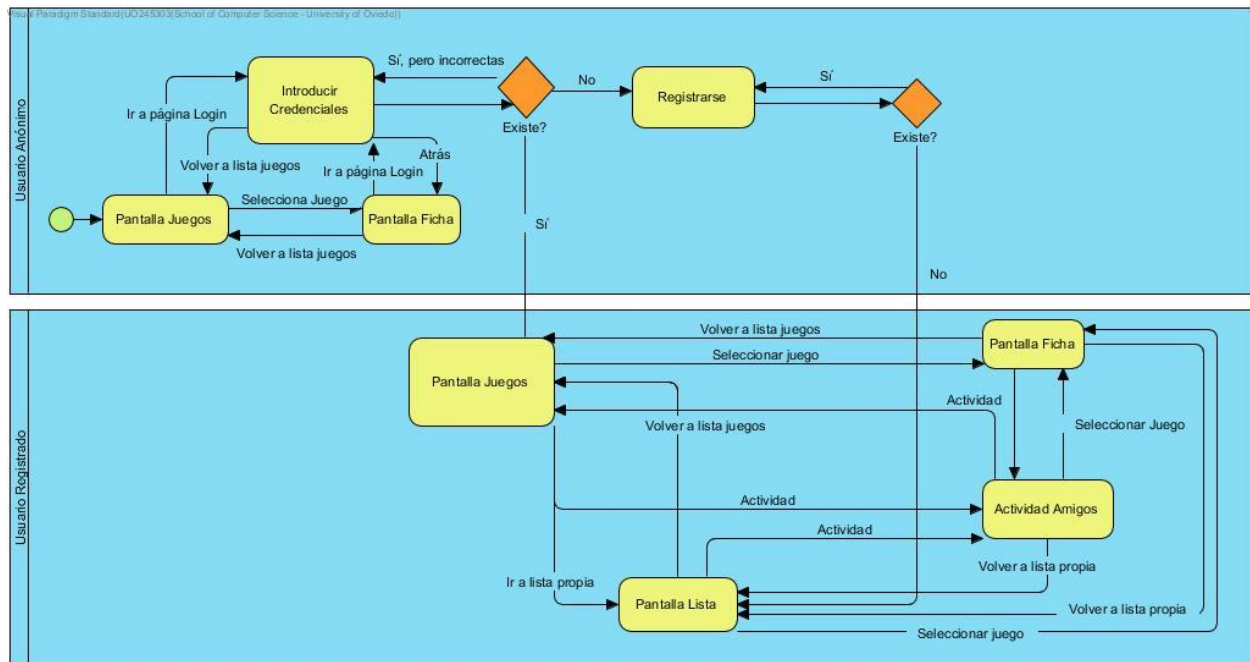 Visual Paradigm Standard(UO245303(School of Computer Science - University of Oviedo))
Usuario Anónimo
Introducir
Credenciales
Sí, pero incorrectas
Existe?
No
Registrarse
Sí
Existe?
Ir a página Login
Volver a lista juegos
Atrás
Ir a página Login
Pantalla Juegos
Selecciona Juego
Pantalla Ficha
Volver a lista juegos
Sí
No
Usuario Registrado
Pantalla Juegos
Volver a lista juegos
Seleccionar juego
Pantalla Ficha
Actividad
Volver a lista juegos
Seleccionar Juego
Actividad
Actividad Amigos
Actividad
Volver a lista propia
Ir a lista propia
Pantalla Lista
Volver a lista propia
Seleccionar juego